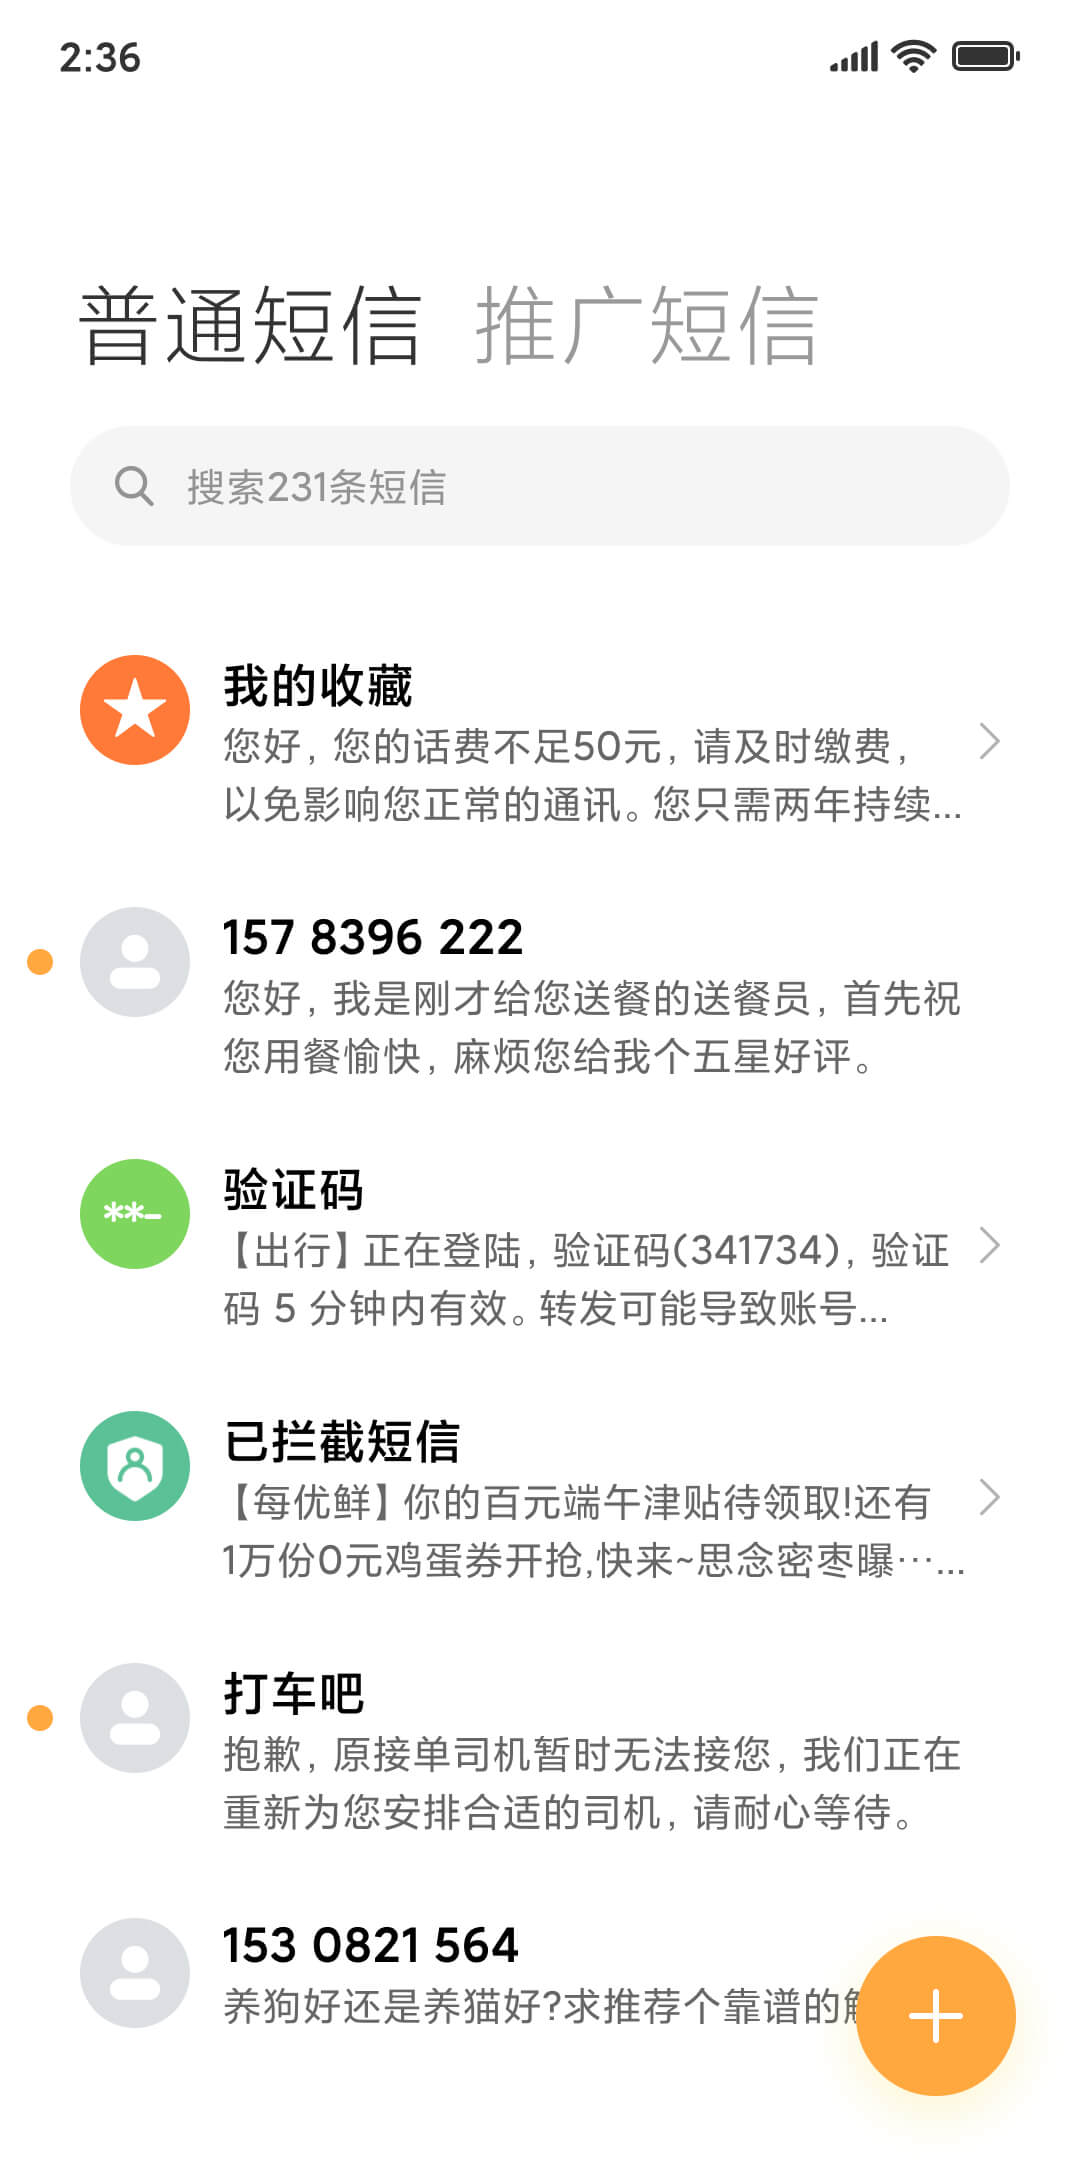 2:36
普通短信 推广短信
搜索231条短信
我的收藏
您好，您的话费不足50元，请及时缴费，
以免影响您正常的通讯。您只需两年持续...
157 8396 222
您好，我是刚才给您送餐的送餐员，首先祝
您用餐愉快，麻烦您给我个五星好评。
验证码
**-
【出行】正在登陆，验证码(341734)，验证
码 5 分钟内有效。转发可能导致账号...
已拦截短信
【每优鲜】你的百元端午津贴待领取!还有
1万份0元鸡蛋券开抢,快来~思念密枣曝⋯...
打车吧
抱歉，原接单司机暂时无法接您，我们正在
重新为您安排合适的司机，请耐心等待。
153 0821 564
养狗好还是养猫好?求推荐个靠谱的